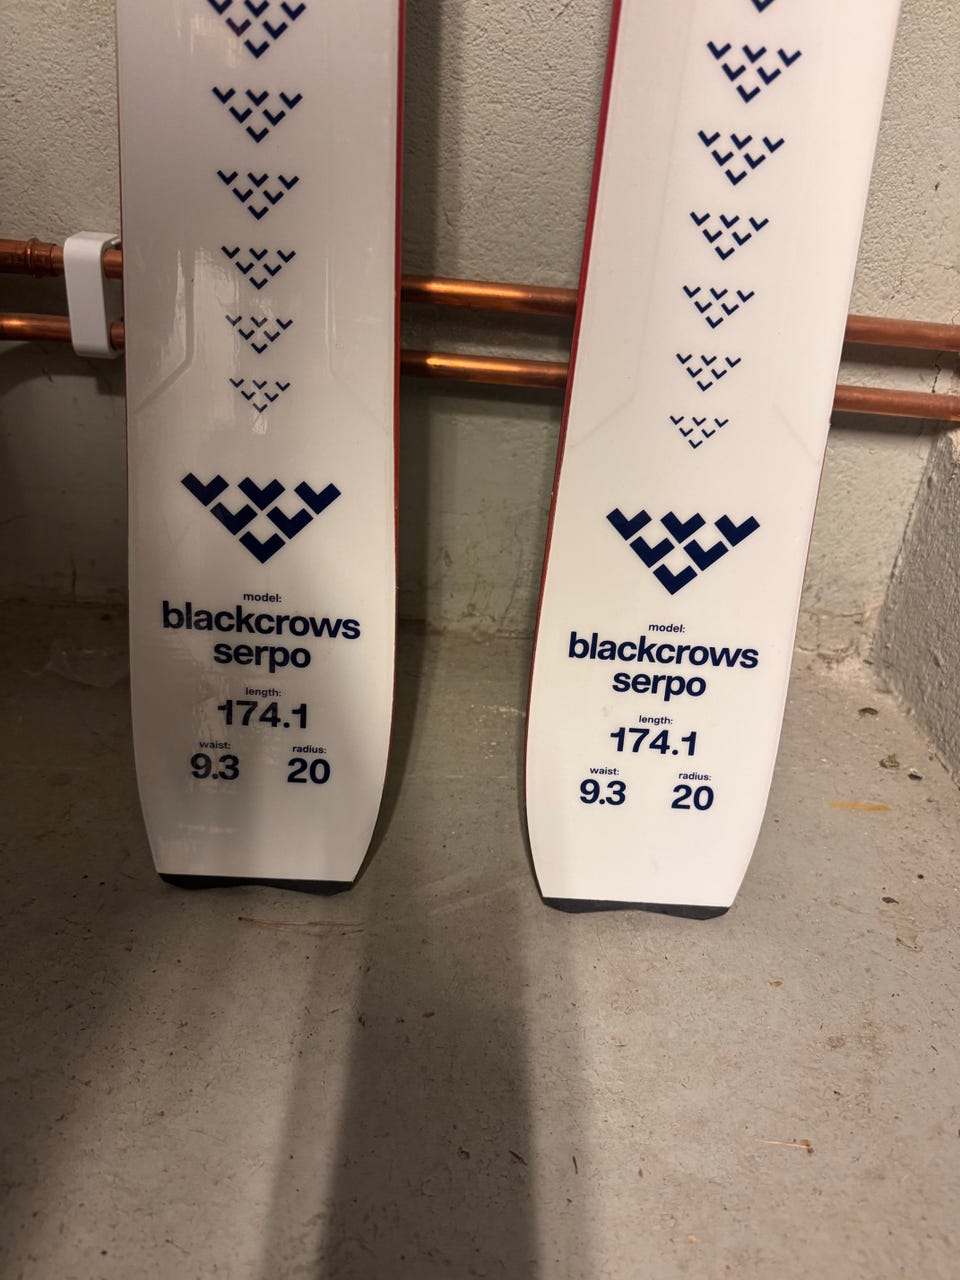 model:
blackcrows
serpo
length:
174.1
waist: radius:
9.3 20
model:
blackcrows
serpo
length:
174.1
waist: radius:
9.3 20